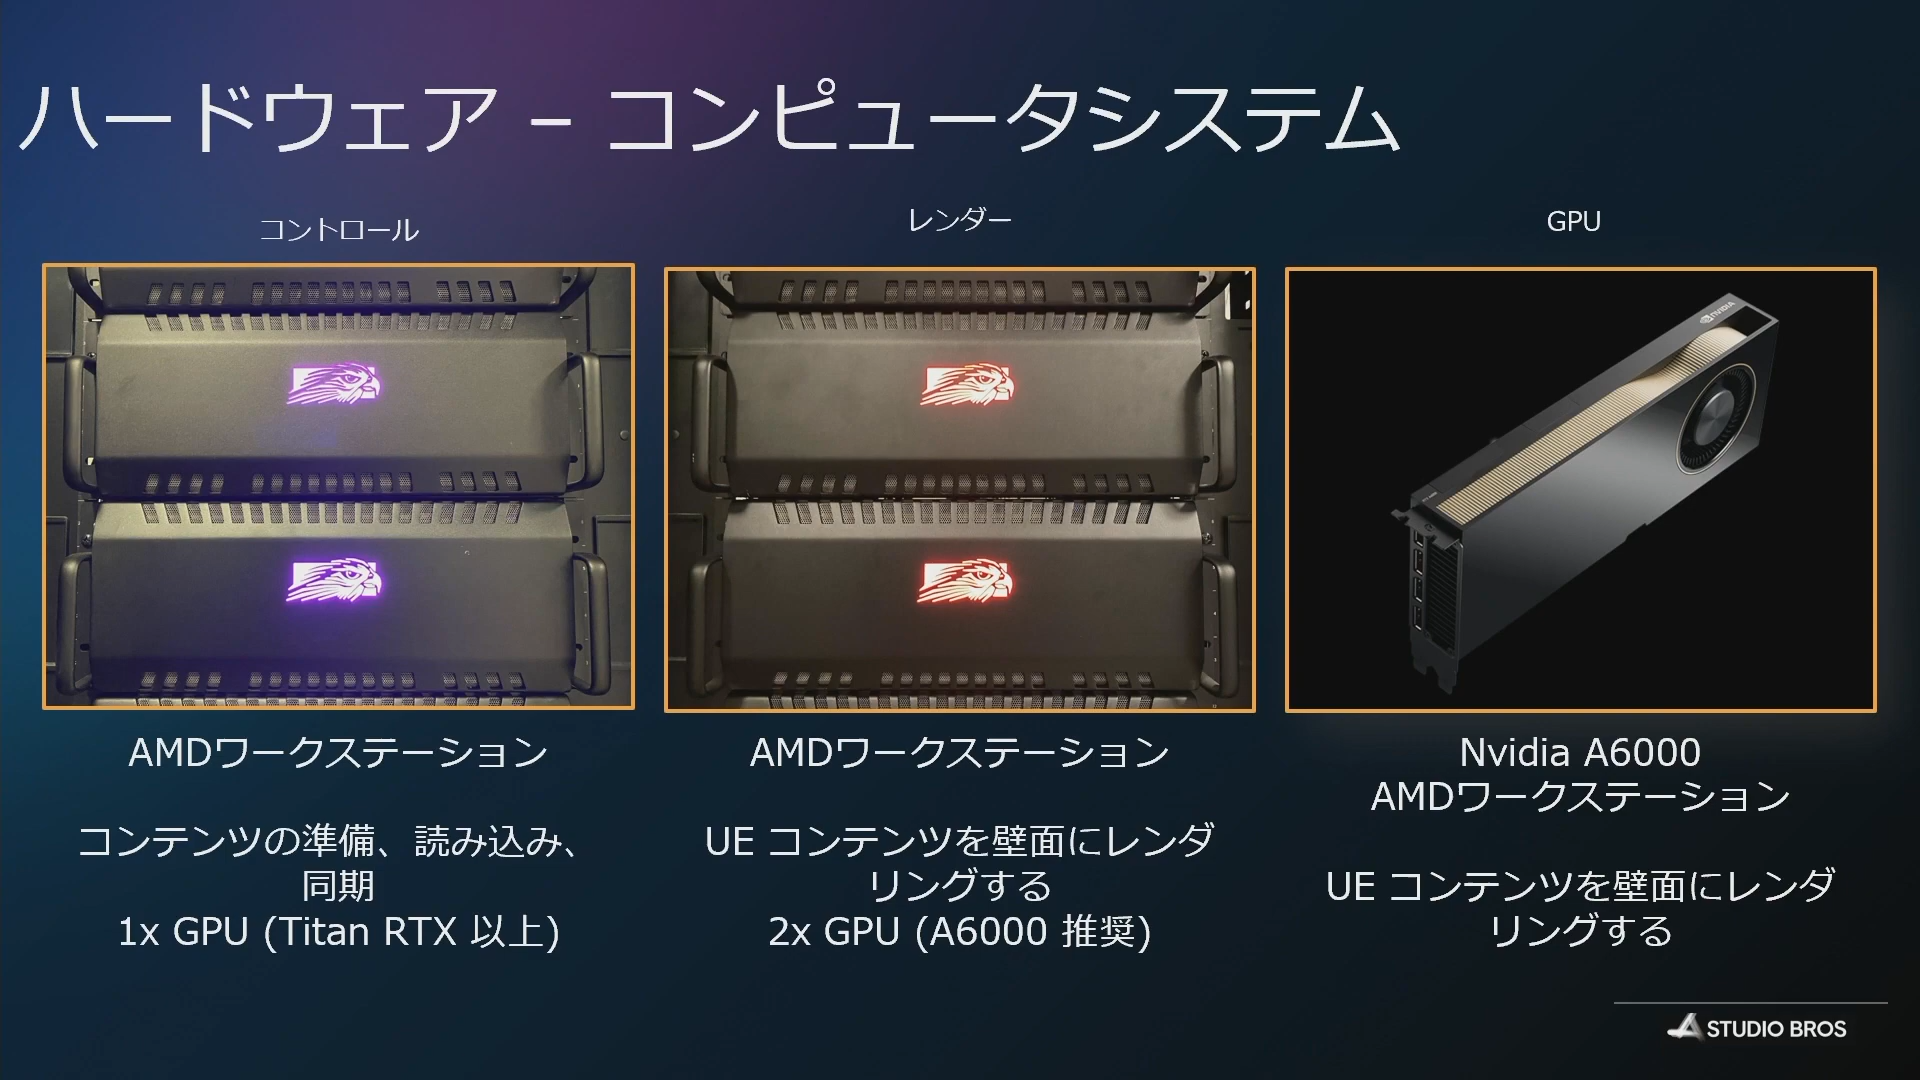 ハードウェア – コンピュータシステム
コントロール
レンダー
GPU
NVIDIA
AMDワークステーション
コンテンツの準備、読み込み、
同期
1x GPU (Titan RTX 以上)
AMDワークステーション
UE コンテンツを壁面にレンダ
リングする
2x GPU (A6000 推奨)
Nvidia A6000
AMDワークステーション
UE コンテンツを壁面にレンダ
リングする
STUDIO BROS